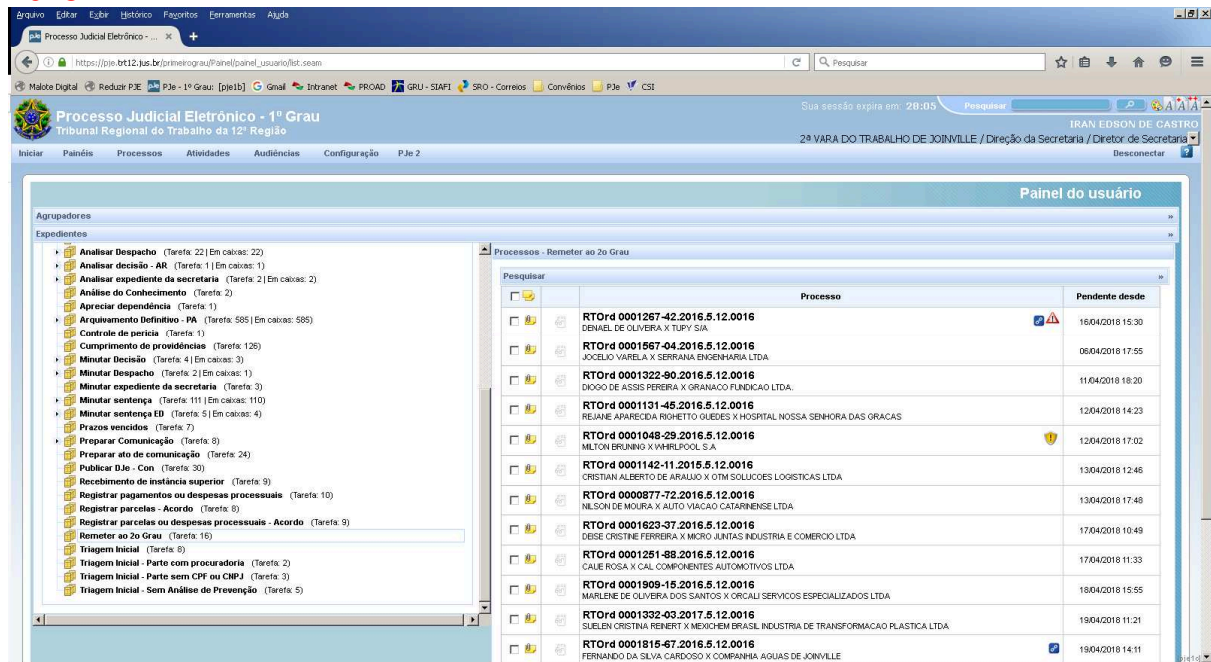 Arquivo Editar Exibir Histórico Favoritos Ferramentas Ajuda
Processo Judicial Eletrônico - ... ×
https://pje.trt12.jus.br/primeirograu/Painel/painel_usuario/list.seam
Pesquisar
Malote Digital Reduzir PJE PJe - 1º Grau: [pje1b] Gmail Intranet PROAD GRU - SIAFI SRO - Correios Convênios PJe CSI
Processo Judicial Eletrônico - 1º Grau
Tribunal Regional do Trabalho da 12ª Região
Sua sessão expira em: 28:05 Pesquisar
IRAN EDSON DE CASTRO
2ª VARA DO TRABALHO DE JOINVILLE / Direção da Secretaria / Diretor de Secretaria
Iniciar Painéis Processos Atividades Audiências Configuração PJe 2 Desconectar
Painel do usuário
Agrupadores
Expedientes
Analisar Despacho (Tarefa: 22 | Em caixas: 22)
Analisar decisão - AR (Tarefa: 1 | Em caixas: 1)
Analisar expediente da secretaria (Tarefa: 2 | Em caixas: 2)
Análise do Conhecimento (Tarefa: 2)
Apreciar dependência (Tarefa: 1)
Arquivamento Definitivo - PA (Tarefa: 585 | Em caixas: 585)
Controle de perícia (Tarefa: 1)
Cumprimento de providências (Tarefa: 126)
Minutar Decisão (Tarefa: 4 | Em caixas: 3)
Minutar Despacho (Tarefa: 2 | Em caixas: 1)
Minutar expediente da secretaria (Tarefa: 3)
Minutar sentença (Tarefa: 111 | Em caixas: 110)
Minutar sentença ED (Tarefa: 5 | Em caixas: 4)
Prazos vencidos (Tarefa: 7)
Preparar Comunicação (Tarefa: 8)
Preparar ato de comunicação (Tarefa: 24)
Publicar DJe - Con (Tarefa: 30)
Recebimento de instância superior (Tarefa: 9)
Registrar pagamentos ou despesas processuais (Tarefa: 10)
Registrar parcelas - Acordo (Tarefa: 8)
Registrar parcelas ou despesas processuais - Acordo (Tarefa: 9)
Remeter ao 2o Grau (Tarefa: 16)
Triagem Inicial (Tarefa: 8)
Triagem Inicial - Parte com procuradoria (Tarefa: 2)
Triagem Inicial - Parte sem CPF ou CNPJ (Tarefa: 3)
Triagem Inicial - Sem Análise de Prevenção (Tarefa: 5)
Processos - Remeter ao 2o Grau
Pesquisar
Processo Pendente desde
RTOrd 0001267-42.2016.5.12.0016
DENAEL DE OLIVEIRA X TUPY S/A
16/04/2018 15:30
RTOrd 0001567-04.2016.5.12.0016
JOCELIO VARELA X SERRANA ENGENHARIA LTDA
06/04/2018 17:55
RTOrd 0001322-90.2016.5.12.0016
DIOGO DE ASSIS PEREIRA X GRANACO FUNDICAO LTDA.
11/04/2018 18:20
RTOrd 0001131-45.2016.5.12.0016
REJANE APARECIDA RIGHETTO GUEDES X HOSPITAL NOSSA SENHORA DAS GRACAS
12/04/2018 14:23
RTOrd 0001048-29.2016.5.12.0016
MILTON BRUNING X WHIRLPOOL S.A
12/04/2018 17:02
RTOrd 0001142-11.2015.5.12.0016
CRISTIAN ALBERTO DE ARAUJO X OTM SOLUCOES LOGISTICAS LTDA
13/04/2018 12:46
RTOrd 0000877-72.2016.5.12.0016
NILSON DE MOURA X AUTO VIACAO CATARINENSE LTDA
13/04/2018 17:48
RTOrd 0001623-37.2016.5.12.0016
DEISE CRISTINE FERREIRA X MICRO JUNTAS INDUSTRIA E COMERCIO LTDA
17/04/2018 10:49
RTOrd 0001251-88.2016.5.12.0016
CAUE ROSA X CAL COMPONENTES AUTOMOTIVOS LTDA
17/04/2018 11:33
RTOrd 0001909-15.2016.5.12.0016
MARLENE DE OLIVEIRA DOS SANTOS X ORCALI SERVICOS ESPECIALIZADOS LTDA
18/04/2018 15:55
RTOrd 0001332-03.2017.5.12.0016
SUELEN CRISTINA REINERT X MEXICHEM BRASIL INDUSTRIA DE TRANSFORMACAO PLASTICA LTDA.
19/04/2018 11:21
RTOrd 0001815-67.2016.5.12.0016
FERNANDO DA SILVA CARDOSO X COMPANHIA AGUAS DE JOINVILLE
19/04/2018 14:11